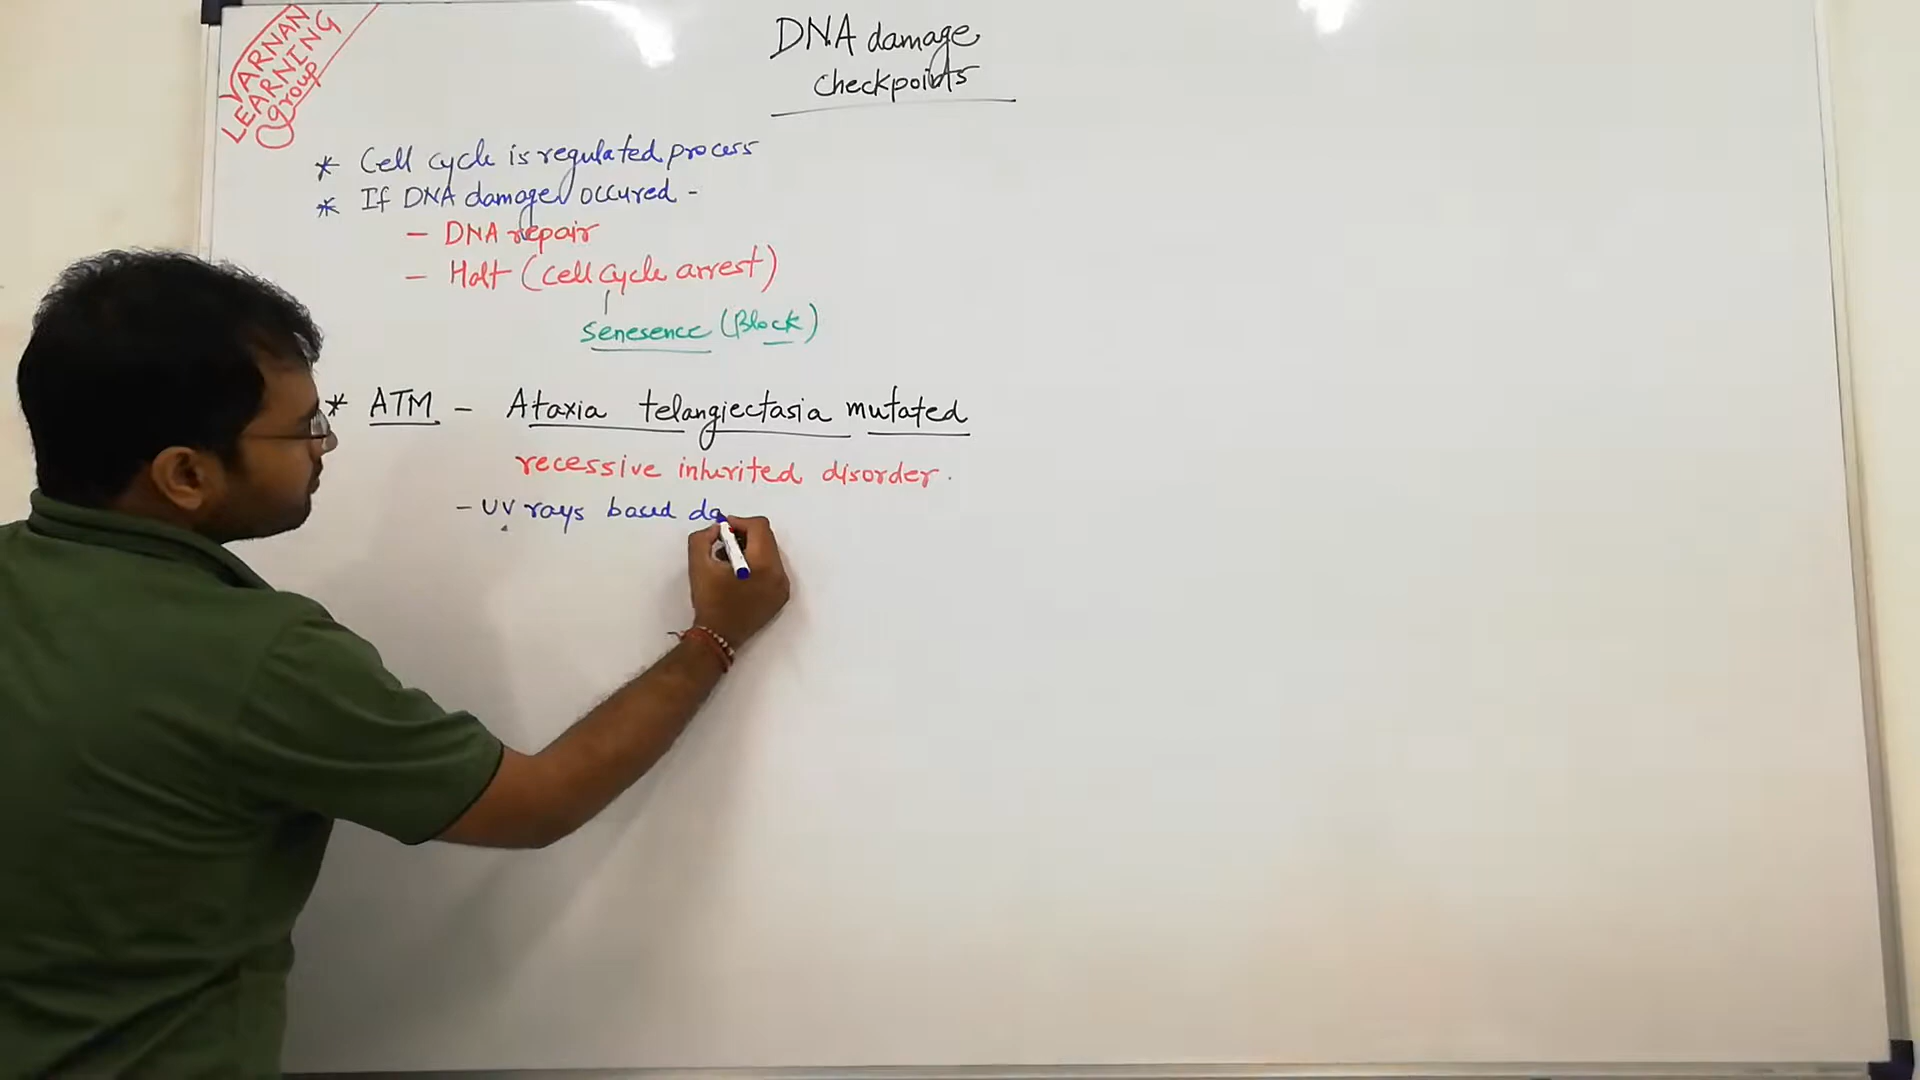 VARNAN
LEARNING
group
DNA damage
checkpoints
* Cell cycle is regulated process
* If DNA damage occured -
- DNA repair
- Halt (cell cycle arrest)
Senesence (Block)
* ATM - Ataxia telangiectasia mutated
recessive inherited disorder.
- UV rays based da